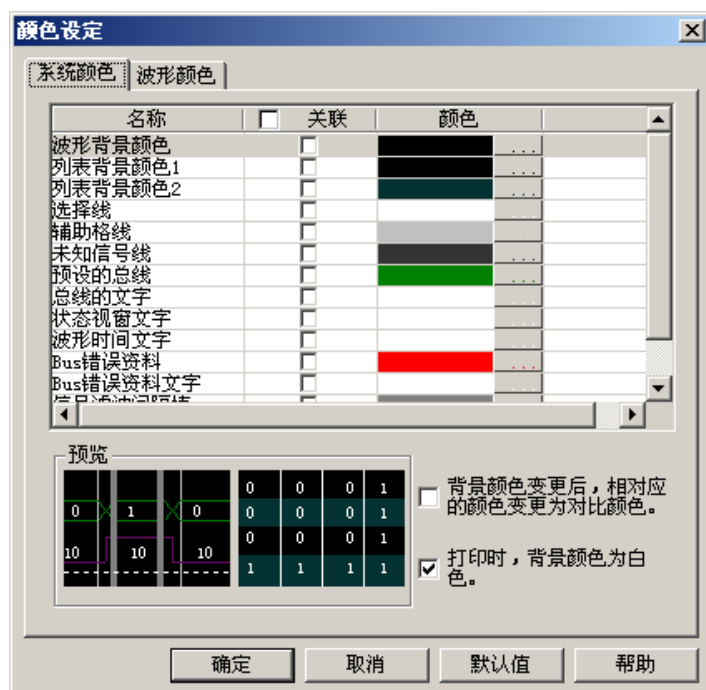 颜色设定
系统颜色 波形颜色
名称 关联 颜色
波形背景颜色 ...
列表背景颜色1 ...
列表背景颜色2 ...
选择线 ...
辅助格线 ...
未知信号线 ...
预设的总线 ...
总线的文字 ...
状态视窗文字 ...
波形时间文字 ...
Bus错误资料 ...
Bus错误资料文字 ...
预览
0 1 0
10 10 10
0 0 0 1
0 0 0 1
0 0 0 1
1 1 1 1
背景颜色变更后，相对应
的颜色变更为对比颜色。
打印时，背景颜色为白
色。
确定 取消 默认值 帮助